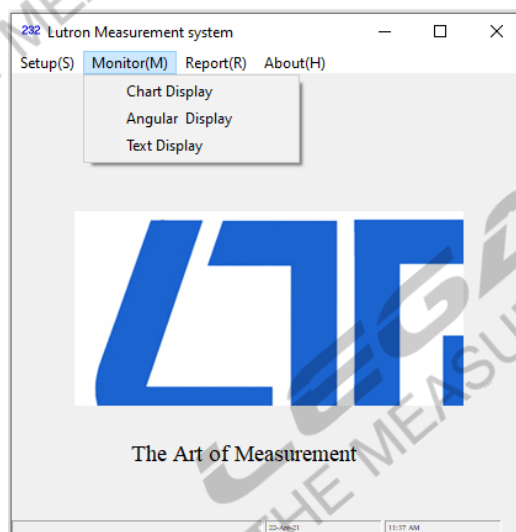 232 Lutron Measurement system
Setup(S) Monitor(M) Report(R) About(H)
Chart Display
Angular Display
Text Display
The Art of Measurement
22-Apr-21 11:37 AM